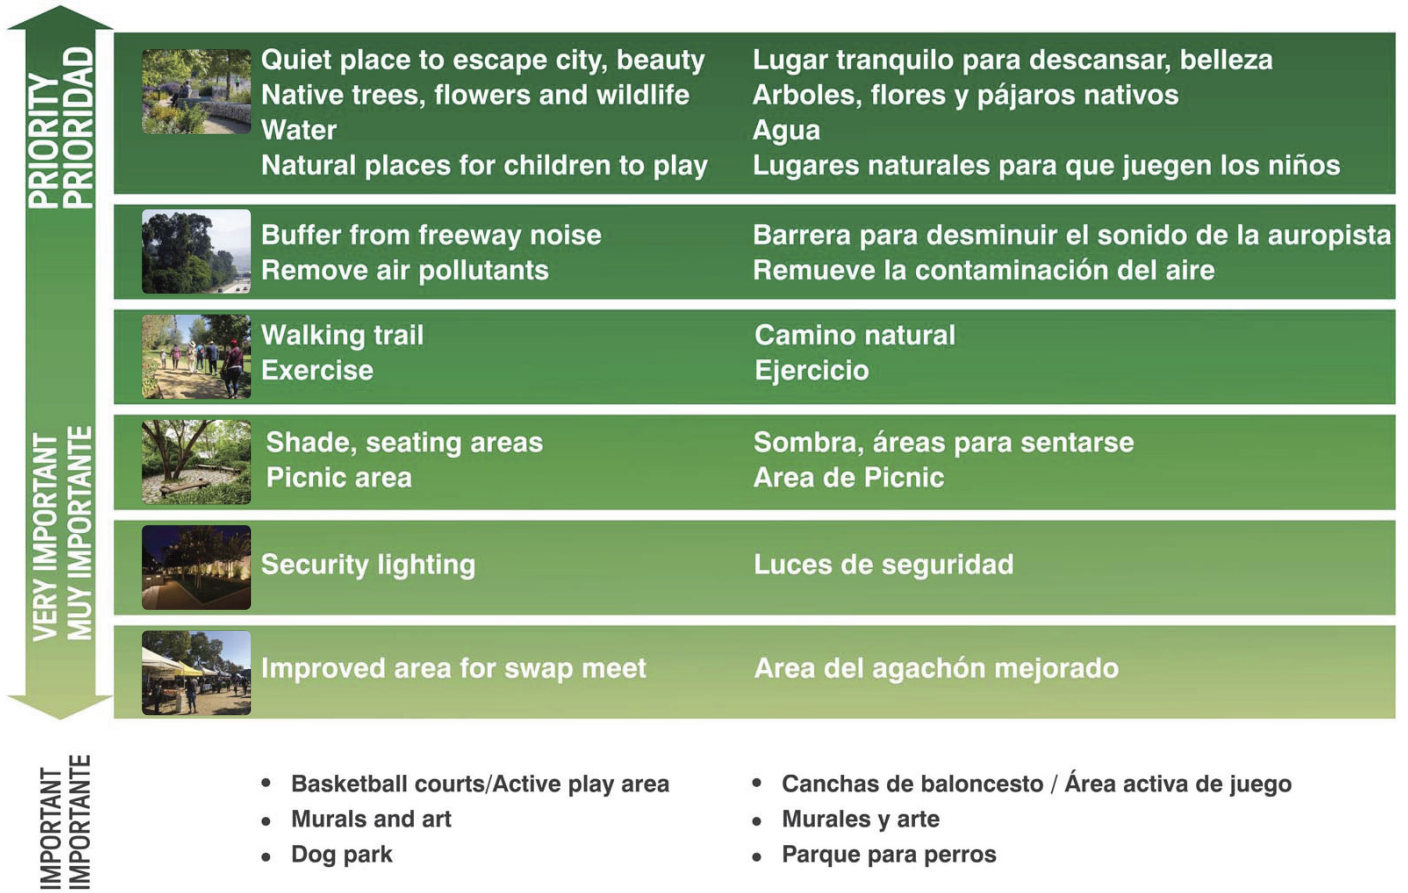 PRIORITY
PRIORIDAD
Quiet place to escape city, beauty
Native trees, flowers and wildlife
Water
Natural places for children to play
Lugar tranquilo para descansar, belleza
Arboles, flores y pájaros nativos
Agua
Lugares naturales para que juegen los niños
Buffer from freeway noise
Remove air pollutants
Barrera para desminuir el sonido de la auropista
Remueve la contaminación del aire
Walking trail
Exercise
Camino natural
Ejercicio
VERY IMPORTANT
MUY IMPORTANTE
Shade, seating areas
Picnic area
Sombra, áreas para sentarse
Area de Picnic
Security lighting
Luces de seguridad
Improved area for swap meet
Area del agachón mejorado
IMPORTANT
IMPORTANTE
• Basketball courts/Active play area
• Murals and art
• Dog park
• Canchas de baloncesto / Área activa de juego
• Murales y arte
• Parque para perros